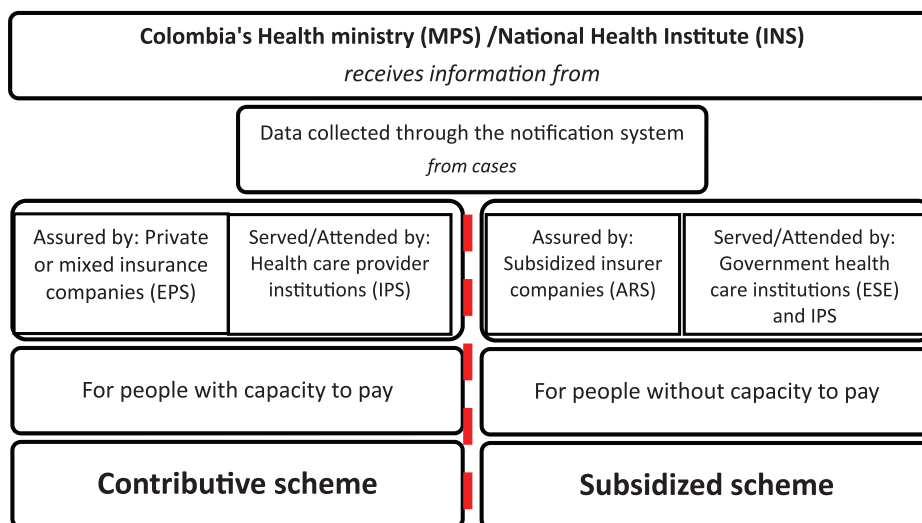 Colombia's Health ministry (MPS) /National Health Institute (INS)
receives information from
Data collected through the notification system
from cases
Assured by: Private
or mixed insurance
companies (EPS)
Served/Attended by:
Health care provider
institutions (IPS)
Assured by:
Subsidized insurer
companies (ARS)
Served/Attended by:
Government health
care institutions (ESE)
and IPS
For people with capacity to pay
For people without capacity to pay
Contributive scheme
Subsidized scheme